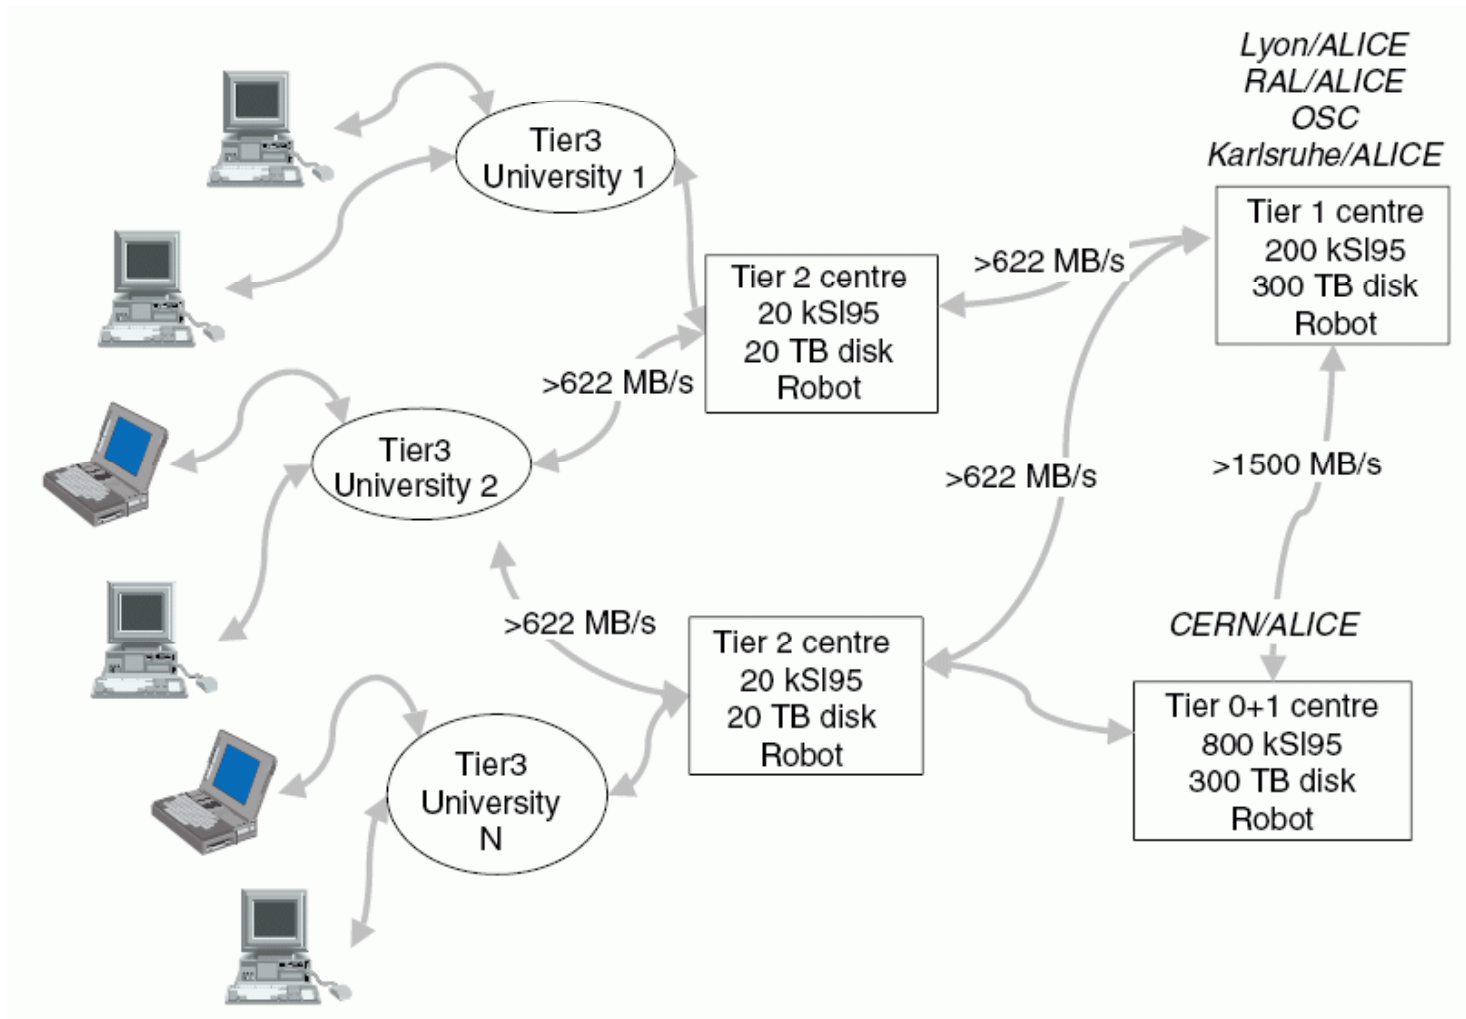 Lyon/ALICE
RAL/ALICE
OSC
Karlsruhe/ALICE
Tier3
University 1
Tier 1 centre
200 kSI95
300 TB disk
Robot
>622 MB/s
Tier 2 centre
20 kSI95
20 TB disk
Robot
>622 MB/s
Tier3
University 2
>622 MB/s
>1500 MB/s
>622 MB/s
CERN/ALICE
Tier 2 centre
20 kSI95
20 TB disk
Robot
Tier 0+1 centre
800 kSI95
300 TB disk
Robot
Tier3
University
N